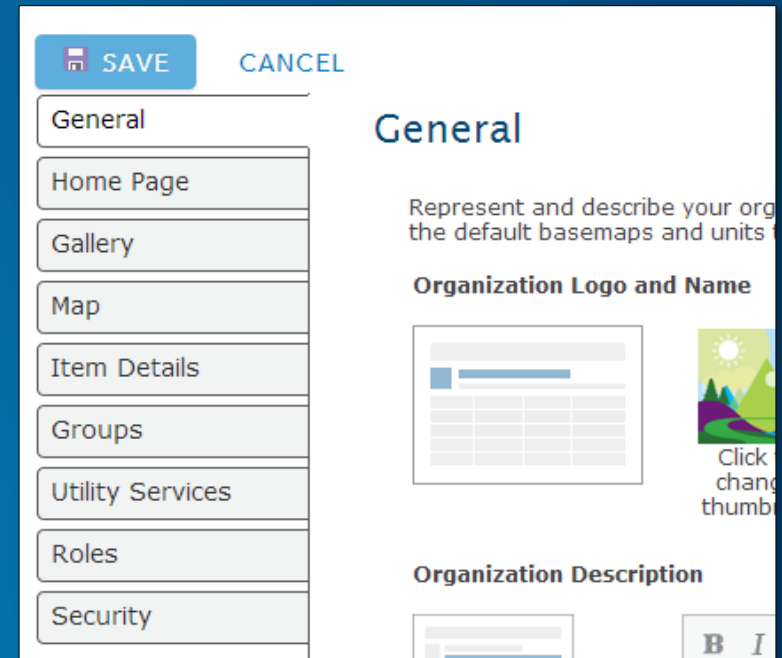 SAVE CANCEL
General
Home Page
Gallery
Map
Item Details
Groups
Utility Services
Roles
Security
General
Represent and describe your org
the default basemaps and units
Organization Logo and Name
Click
chang
thumb
Organization Description
B I